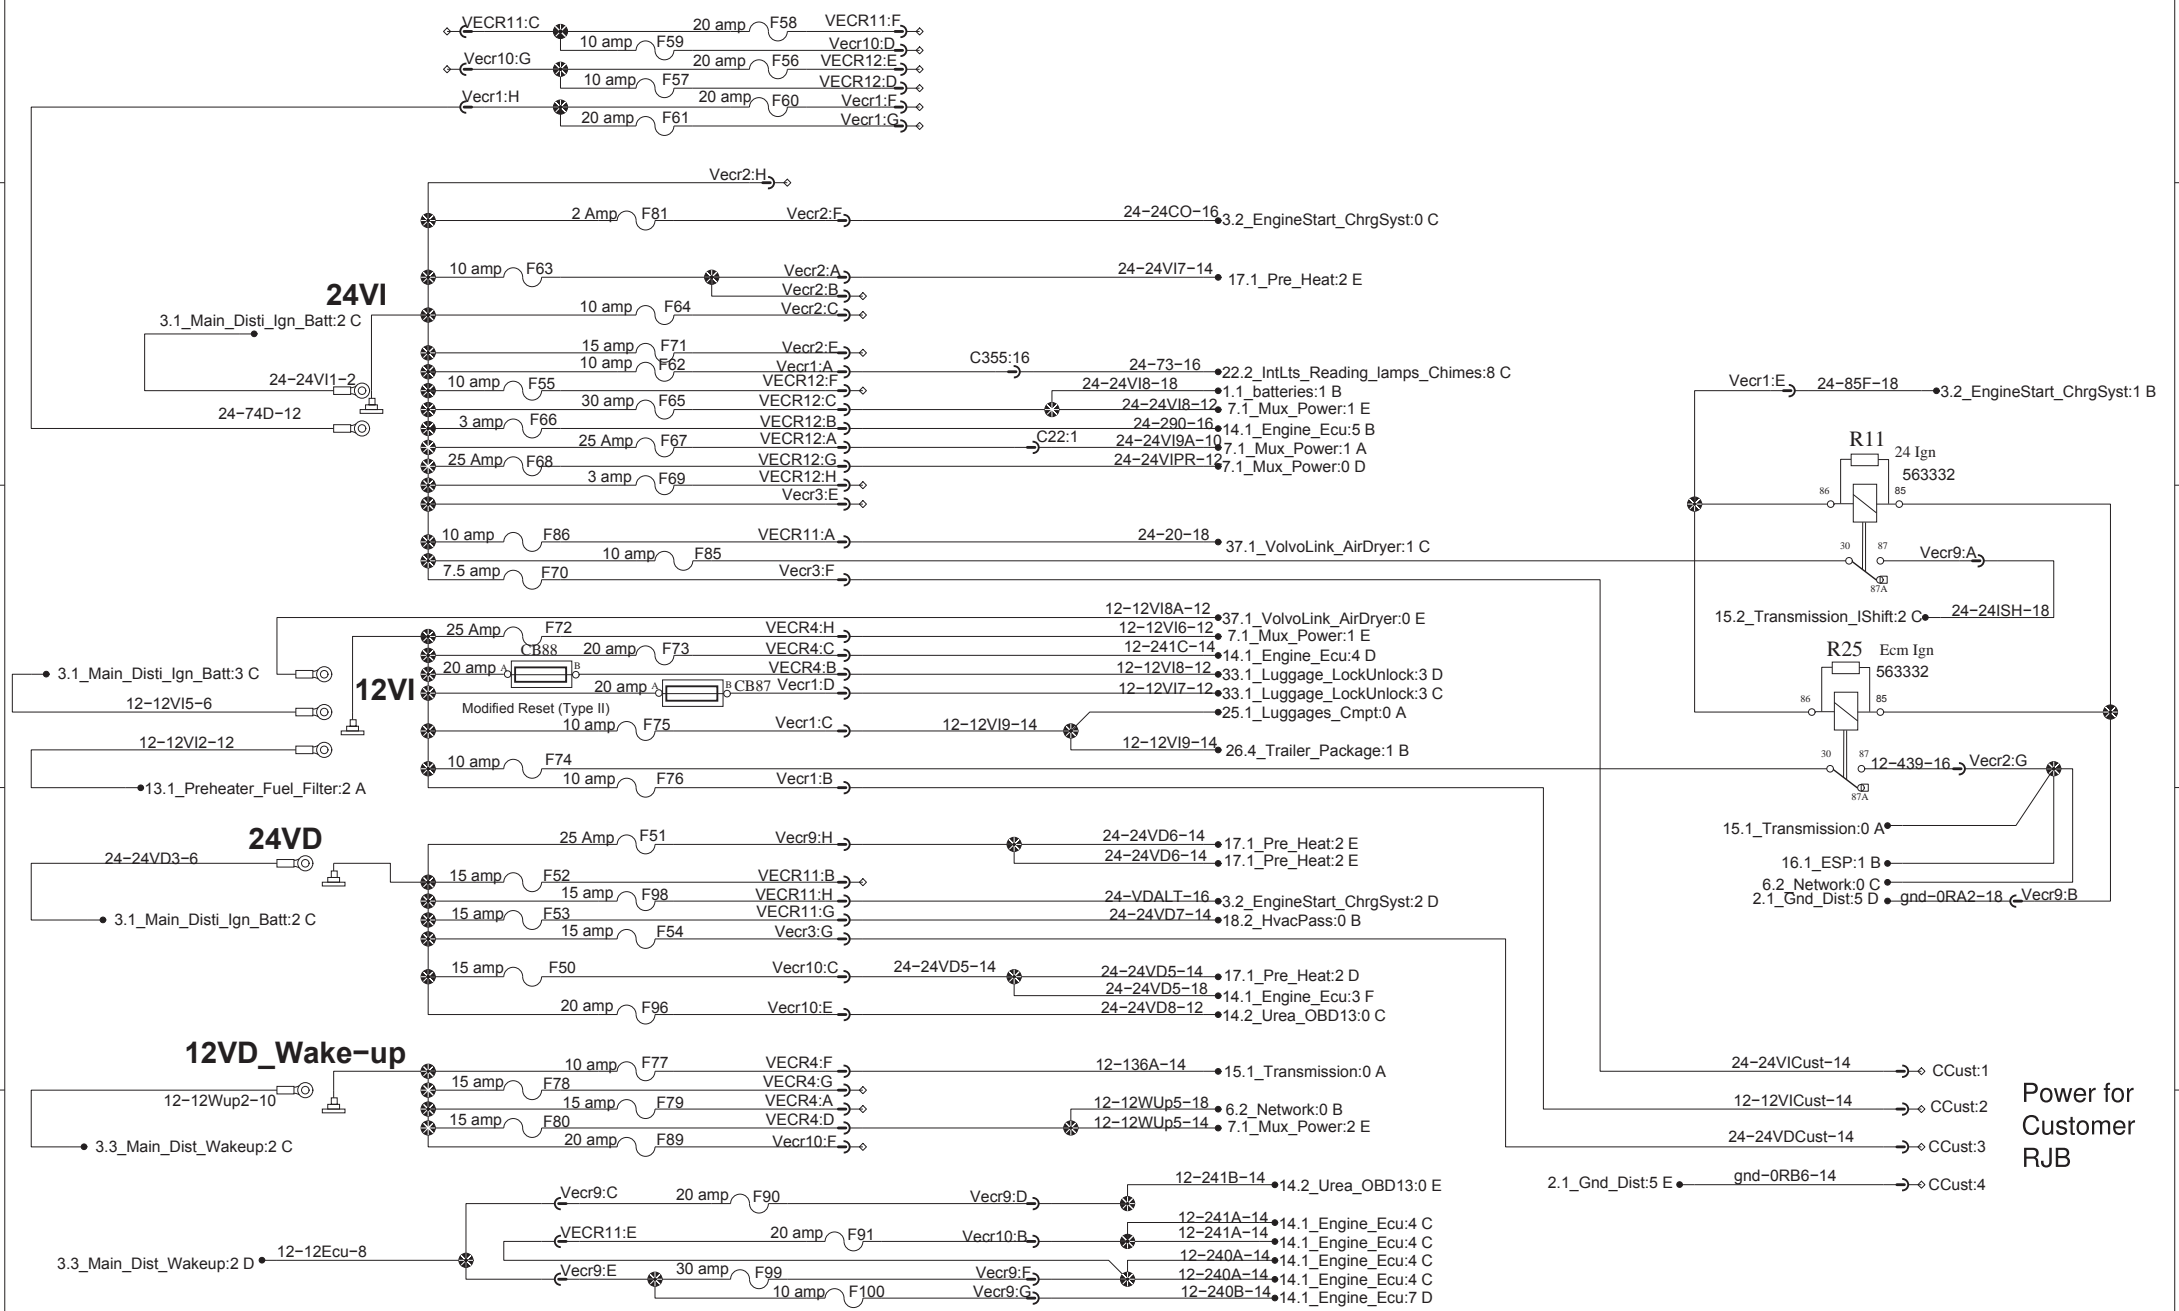 VECR11:C 20 amp F58 VECR11:F
10 amp F59 Vecr10:D
Vecr10:G 20 amp F56 VECR12:E
10 amp F57 VECR12:D
Vecr1:H 20 amp F60 Vecr1:F
20 amp F61 Vecr1:G
Vecr2:H
2 Amp F81 Vecr2:F 24-24CO-16 3.2_EngineStart_ChrgSyst:0 C
10 amp F63 Vecr2:A 24-24VI7-14 17.1_Pre_Heat:2 E
Vecr2:B
24VI
10 amp F64 Vecr2:C
3.1_Main_Disti_Ign_Batt:2 C
15 amp F71 Vecr2:E
10 amp F62 Vecr1:A C355:16 24-73-16 22.2_IntLts_Reading_lamps_Chimes:8 C
24-24VI1-2 10 amp F55 VECR12:F 24-24VI8-18 1.1_batteries:1 B
Vecr1:E 24-85F-18 3.2_EngineStart_ChrgSyst:1 B
24-74D-12 30 amp F65 VECR12:C 24-24VI8-12 7.1_Mux_Power:1 E
3 amp F66 VECR12:B 24-290-16 14.1_Engine_Ecu:5 B
25 Amp F67 VECR12:A C22:1 24-24VI9A-10 7.1_Mux_Power:1 A
25 Amp F68 VECR12:G 24-24VIPR-12 7.1_Mux_Power:0 D
3 amp F69 VECR12:H
Vecr3:E
R11 24 Ign
563332
86 85
10 amp F86 VECR11:A 24-20-18 37.1_VolvoLink_AirDryer:1 C
10 amp F85 30 87 Vecr9:A
7.5 amp F70 Vecr3:F 87A
12-12VI8A-12 37.1_VolvoLink_AirDryer:0 E 15.2_Transmission_IShift:2 C 24-24ISH-18
25 Amp F72 VECR4:H 12-12VI6-12 7.1_Mux_Power:1 E
CB88 20 amp F73 VECR4:C 12-241C-14 14.1_Engine_Ecu:4 D
R25 Ecm Ign
563332
3.1_Main_Disti_Ign_Batt:3 C 20 amp A B VECR4:B 12-12VI8-12 33.1_Luggage_LockUnlock:3 D
12VI
20 amp A B CB87 Vecr1:D 12-12VI7-12 33.1_Luggage_LockUnlock:3 C
12-12VI5-6 Modified Reset (Type II) 25.1_Luggages_Cmpt:0 A 86 85
10 amp F75 Vecr1:C 12-12VI9-14
12-12VI2-12 12-12VI9-14 26.4_Trailer_Package:1 B
10 amp F74 30 87 12-439-16 Vecr2:G
13.1_Preheater_Fuel_Filter:2 A 10 amp F76 Vecr1:B 87A
24VD
15.1_Transmission:0 A
25 Amp F51 Vecr9:H 24-24VD6-14 17.1_Pre_Heat:2 E
24-24VD3-6 24-24VD6-14 17.1_Pre_Heat:2 E 16.1_ESP:1 B
15 amp F52 VECR11:B 6.2_Network:0 C
15 amp F98 VECR11:H 24-VDALT-16 3.2_EngineStart_ChrgSyst:2 D 2.1_Gnd_Dist:5 D gnd-0RA2-18 Vecr9:B
3.1_Main_Disti_Ign_Batt:2 C 15 amp F53 VECR11:G 24-24VD7-14 18.2_HvacPass:0 B
15 amp F54 Vecr3:G
15 amp F50 Vecr10:C 24-24VD5-14 24-24VD5-14 17.1_Pre_Heat:2 D
24-24VD5-18 14.1_Engine_Ecu:3 F
20 amp F96 Vecr10:E 24-24VD8-12 14.2_Urea_OBD13:0 C
12VD_Wake-up
10 amp F77 VECR4:F 12-136A-14 15.1_Transmission:0 A 24-24VICust-14 CCust:1
12-12Wup2-10 15 amp F78 VECR4:G
15 amp F79 VECR4:A 12-12WUp5-18 6.2_Network:0 B 12-12VICust-14 CCust:2
15 amp F80 VECR4:D 12-12WUp5-14 7.1_Mux_Power:2 E
3.3_Main_Dist_Wakeup:2 C 20 amp F89 Vecr10:F 24-24VDCust-14 CCust:3
Power for
Customer
RJB
12-241B-14 14.2_Urea_OBD13:0 E 2.1_Gnd_Dist:5 E gnd-0RB6-14 CCust:4
Vecr9:C 20 amp F90 Vecr9:D
12-241A-14 14.1_Engine_Ecu:4 C
VECR11:E 20 amp F91 Vecr10:B 12-241A-14 14.1_Engine_Ecu:4 C
3.3_Main_Dist_Wakeup:2 D 12-12Ecu-8 12-240A-14 14.1_Engine_Ecu:4 C
Vecr9:E 30 amp F99 Vecr9:F 12-240A-14 14.1_Engine_Ecu:4 C
10 amp F100 Vecr9:G 12-240B-14 14.1_Engine_Ecu:7 D